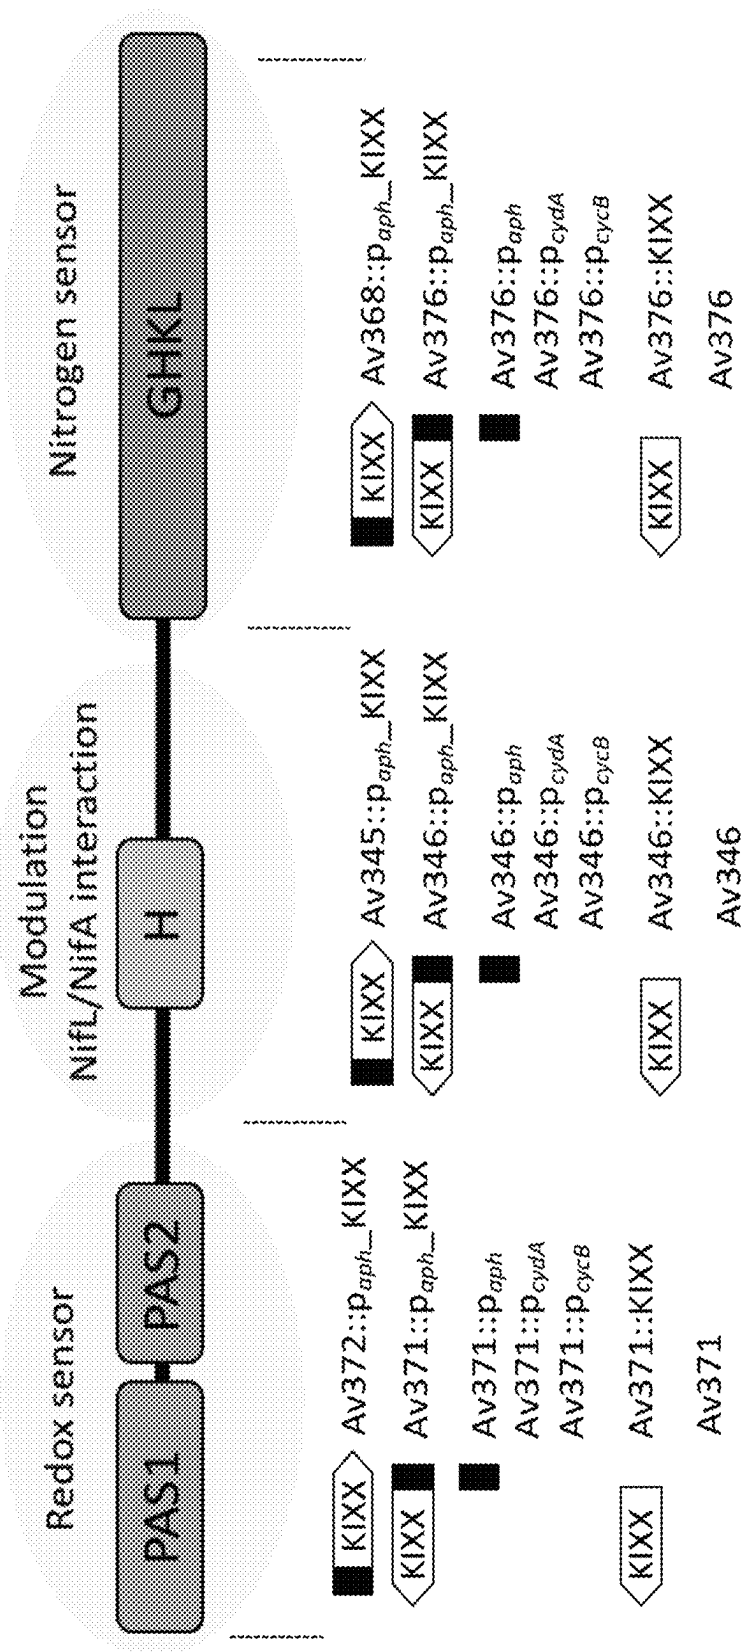 Redox sensor
PAS1
PAS2
Modulation
NifL/NifA interaction
H
Nitrogen sensor
GHKL
KIXX Av372::p_aph_KIXX
KIXX Av371::p_aph_KIXX
Av371::p_aph
Av371::p_cydA
Av371::p_cycB
KIXX Av371::KIXX
Av371
KIXX Av345::p_aph_KIXX
KIXX Av346::p_aph_KIXX
Av346::p_aph
Av346::p_cydA
Av346::p_cycB
KIXX Av346::KIXX
Av346
KIXX Av368::p_aph_KIXX
KIXX Av376::p_aph_KIXX
Av376::p_aph
Av376::p_cydA
Av376::p_cycB
KIXX Av376::KIXX
Av376